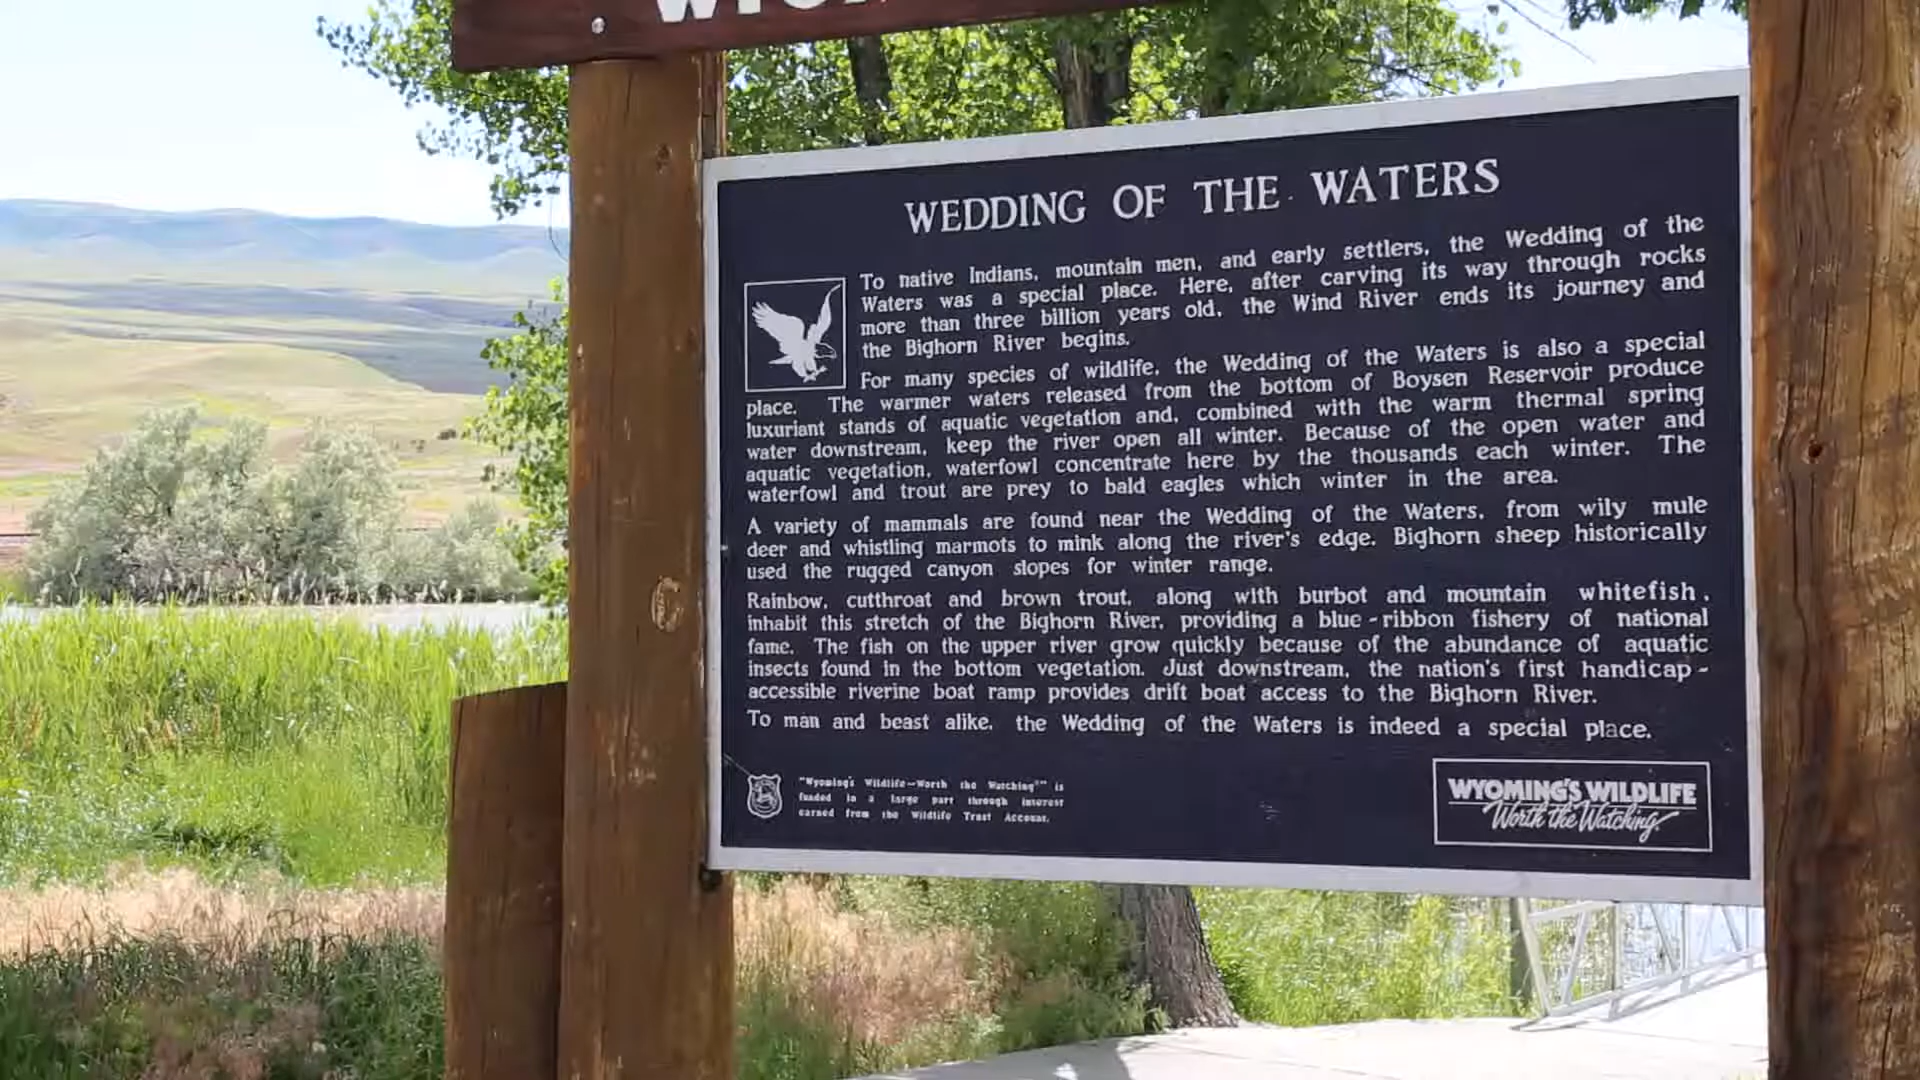 WEDDING OF THE WATERS
To native Indians, mountain men, and early settlers, the Wedding of the
Waters was a special place. Here, after carving its way through rocks
more than three billion years old, the Wind River ends its journey and
the Bighorn River begins.
For many species of wildlife, the Wedding of the Waters is also a special
place. The warmer waters released from the bottom of Boysen Reservoir produce
luxuriant stands of aquatic vegetation and, combined with the warm thermal spring
water downstream, keep the river open all winter. Because of the open water and
aquatic vegetation, waterfowl concentrate here by the thousands each winter. The
waterfowl and trout are prey to bald eagles which winter in the area.
A variety of mammals are found near the Wedding of the Waters, from wily mule
deer and whistling marmots to mink along the river's edge. Bighorn sheep historically
used the rugged canyon slopes for winter range.
Rainbow, cutthroat and brown trout, along with burbot and mountain whitefish,
inhabit this stretch of the Bighorn River, providing a blue-ribbon fishery of national
fame. The fish on the upper river grow quickly because of the abundance of aquatic
insects found in the bottom vegetation. Just downstream, the nation's first handicap-
accessible riverine boat ramp provides drift boat access to the Bighorn River.
To man and beast alike, the Wedding of the Waters is indeed a special place.
"Wyoming's Wildlife—Worth the Watching" is
funded in a large part through interest
earned from the Wildlife Trust Account.
WYOMING'S WILDLIFE
Worth the Watching